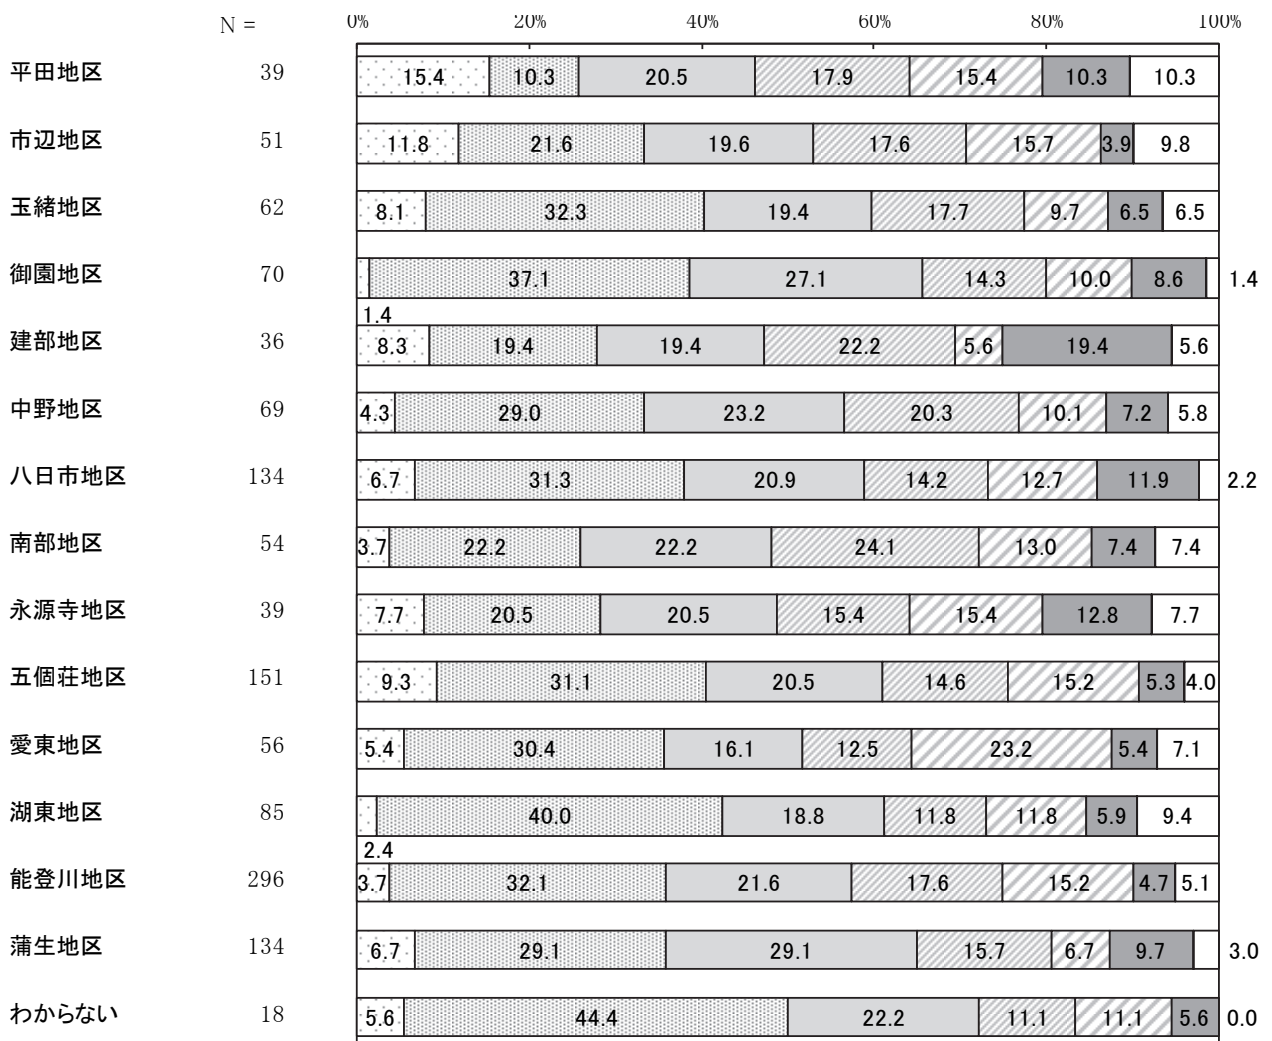 N = 0% 20% 40% 60% 80% 100%
平田地区 39 15.4 10.3 20.5 17.9 15.4 10.3 10.3
市辺地区 51 11.8 21.6 19.6 17.6 15.7 3.9 9.8
玉緒地区 62 8.1 32.3 19.4 17.7 9.7 6.5 6.5
御園地区 70 37.1 27.1 14.3 10.0 8.6 1.4
1.4
建部地区 36 8.3 19.4 19.4 22.2 5.6 19.4 5.6
中野地区 69 4.3 29.0 23.2 20.3 10.1 7.2 5.8
八日市地区 134 6.7 31.3 20.9 14.2 12.7 11.9 2.2
南部地区 54 3.7 22.2 22.2 24.1 13.0 7.4 7.4
永源寺地区 39 7.7 20.5 20.5 15.4 15.4 12.8 7.7
五個荘地区 151 9.3 31.1 20.5 14.6 15.2 5.3 4.0
愛東地区 56 5.4 30.4 16.1 12.5 23.2 5.4 7.1
湖東地区 85 40.0 18.8 11.8 11.8 5.9 9.4
2.4
能登川地区 296 3.7 32.1 21.6 17.6 15.2 4.7 5.1
蒲生地区 134 6.7 29.1 29.1 15.7 6.7 9.7 3.0
わからない 18 5.6 44.4 22.2 11.1 11.1 5.6 0.0